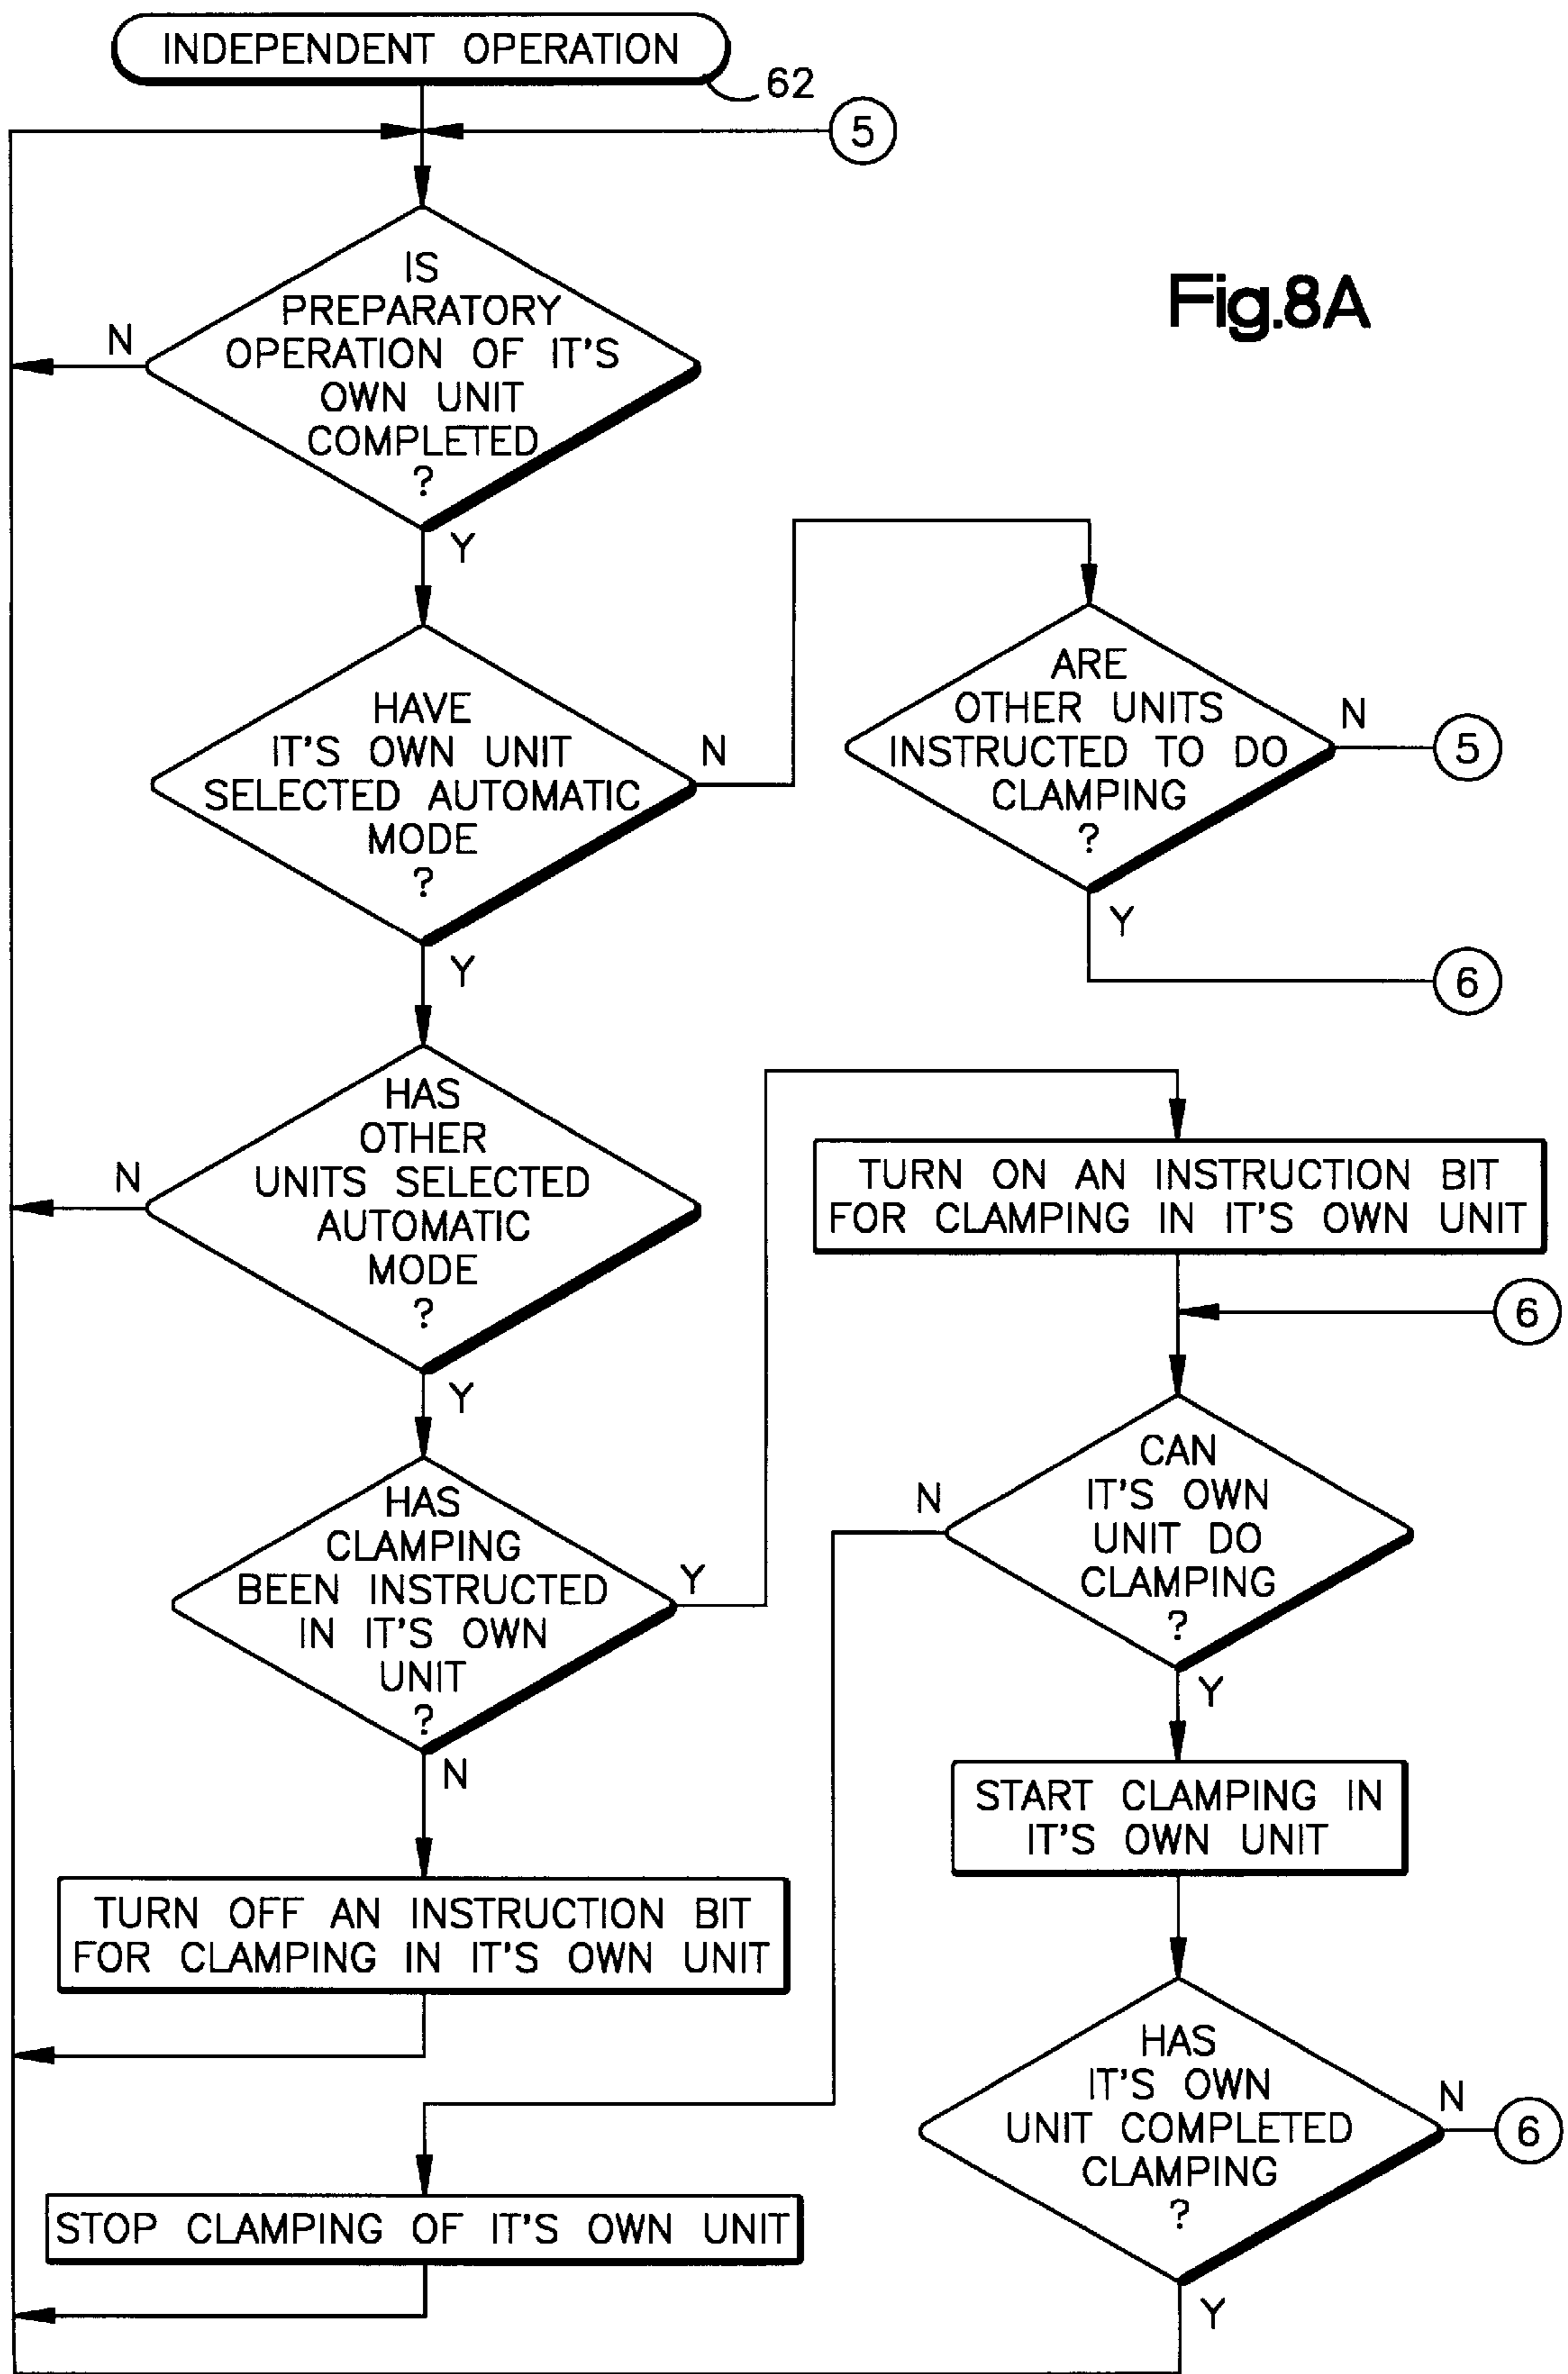 INDEPENDENT OPERATION
62
5
Fig.8A
IS
PREPARATORY
OPERATION OF IT'S
OWN UNIT
COMPLETED
?
N
Y
HAVE
IT'S OWN UNIT
SELECTED AUTOMATIC
MODE
?
N
Y
ARE
OTHER UNITS
INSTRUCTED TO DO
CLAMPING
?
N
5
Y
6
HAS
OTHER
UNITS SELECTED
AUTOMATIC
MODE
?
N
Y
TURN ON AN INSTRUCTION BIT
FOR CLAMPING IN IT'S OWN UNIT
6
HAS
CLAMPING
BEEN INSTRUCTED
IN IT'S OWN
UNIT
?
Y
N
CAN
IT'S OWN
UNIT DO
CLAMPING
?
N
Y
START CLAMPING IN
IT'S OWN UNIT
TURN OFF AN INSTRUCTION BIT
FOR CLAMPING IN IT'S OWN UNIT
HAS
IT'S OWN
UNIT COMPLETED
CLAMPING
?
N
6
Y
STOP CLAMPING OF IT'S OWN UNIT